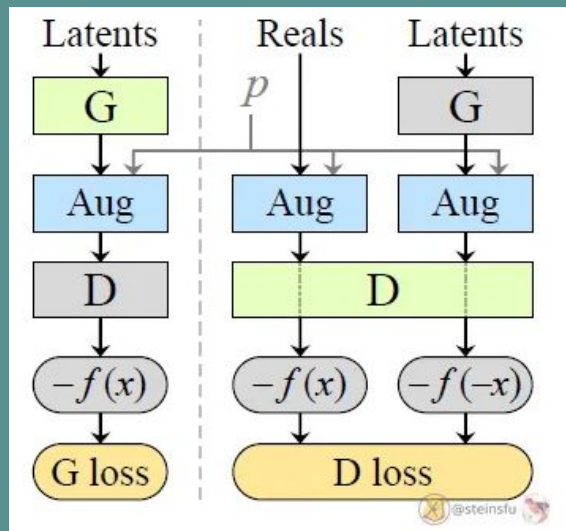 Latents
Reals
Latents
p
G
G
Aug
Aug
Aug
D
D
−f(x)
−f(x)
−f(−x)
G loss
D loss
@steinsfu